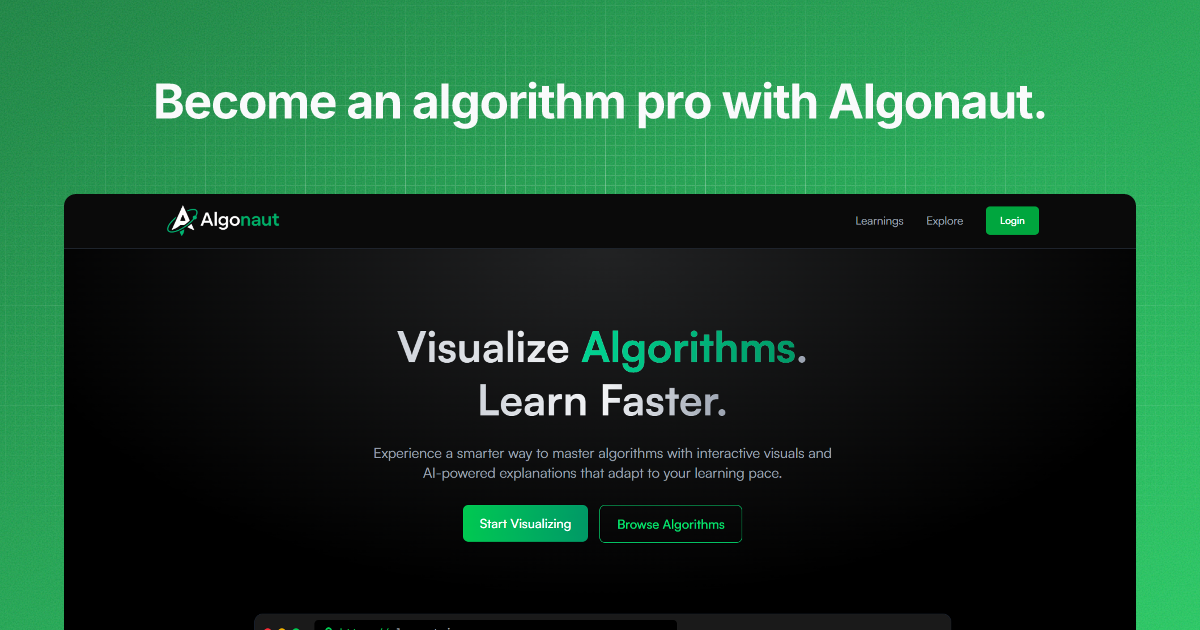 Become an algorithm pro with Algonaut.
Algonaut
Learnings
Explore
Login
Visualize Algorithms.
Learn Faster.
Experience a smarter way to master algorithms with interactive visuals and
AI-powered explanations that adapt to your learning pace.
Start Visualizing
Browse Algorithms